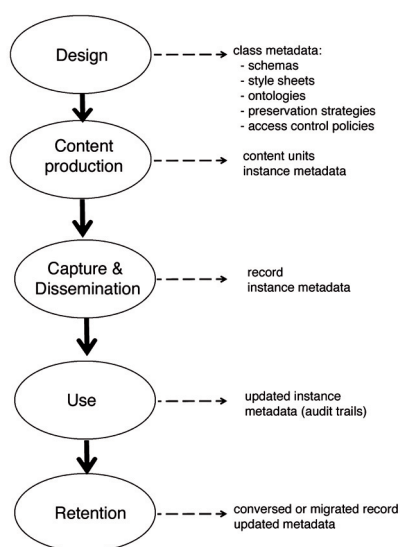 Design
class metadata:
- schemas
- style sheets
- ontologies
- preservation strategies
- access control policies
Content
production
content units
instance metadata
Capture &
Dissemination
record
instance metadata
Use
updated instance
metadata (audit trails)
Retention
conversed or migrated record
updated metadata